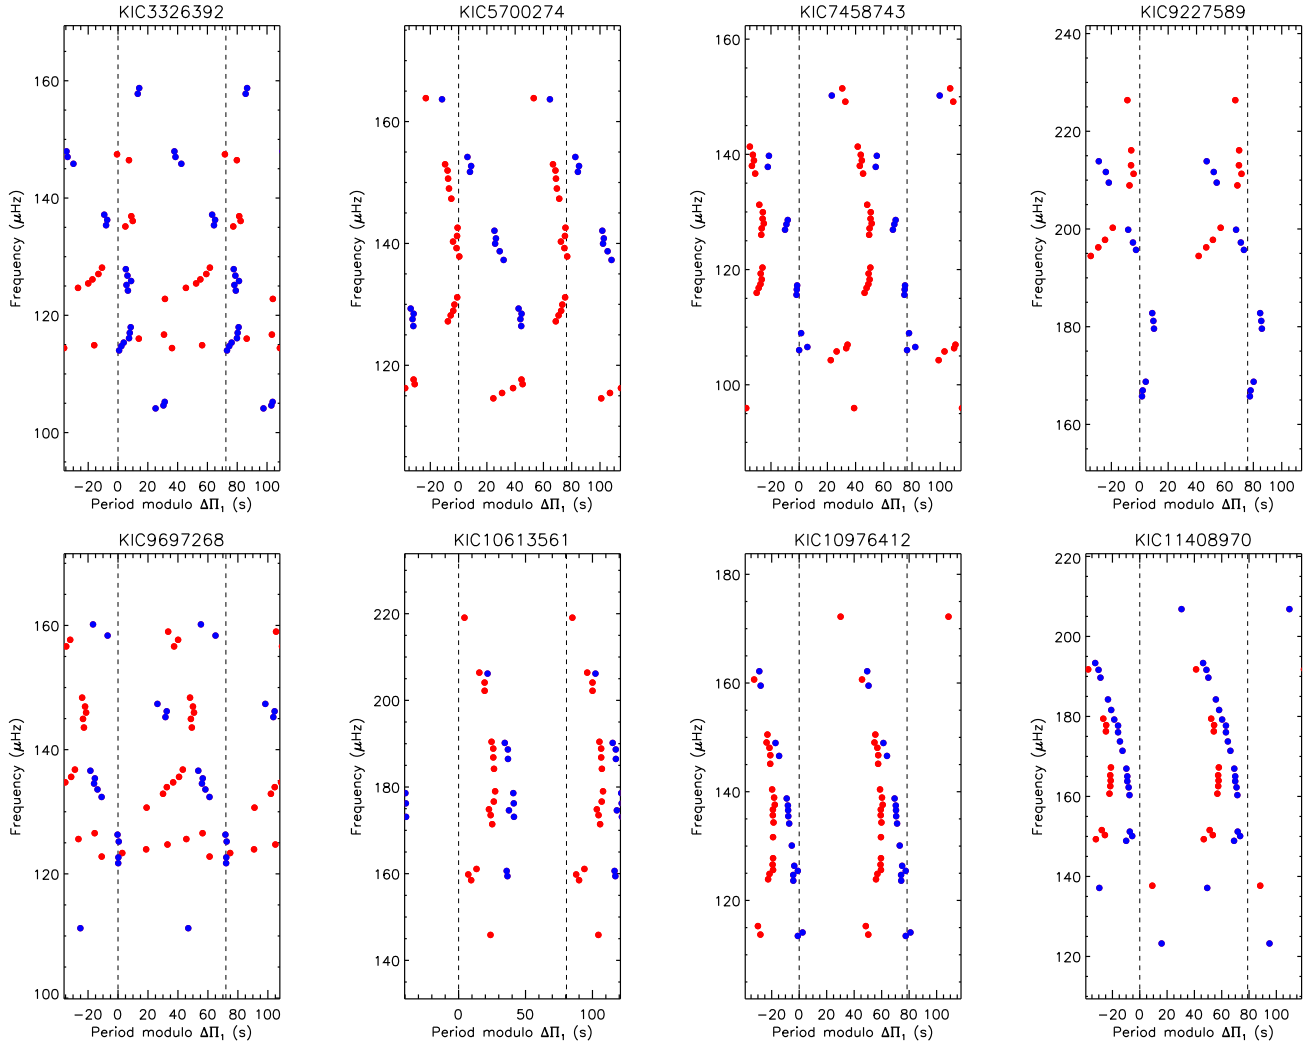 KIC3326392 KIC5700274 KIC7458743 KIC9227589
Frequency (μHz)
160
140
120
100
−20 0 20 40 60 80 100
Period modulo ΔΠ₁ (s)
Frequency (μHz)
160
140
120
−20 0 20 40 60 80 100
Period modulo ΔΠ₁ (s)
Frequency (μHz)
160
140
120
100
−20 0 20 40 60 80 100
Period modulo ΔΠ₁ (s)
Frequency (μHz)
240
220
200
180
160
−20 0 20 40 60 80 100
Period modulo ΔΠ₁ (s)
KIC9697268 KIC10613561 KIC10976412 KIC11408970
Frequency (μHz)
160
140
120
100
−20 0 20 40 60 80 100
Period modulo ΔΠ₁ (s)
Frequency (μHz)
220
200
180
160
140
0 50 100
Period modulo ΔΠ₁ (s)
Frequency (μHz)
180
160
140
120
−20 0 20 40 60 80 100
Period modulo ΔΠ₁ (s)
Frequency (μHz)
220
200
180
160
140
120
−20 0 20 40 60 80 100
Period modulo ΔΠ₁ (s)